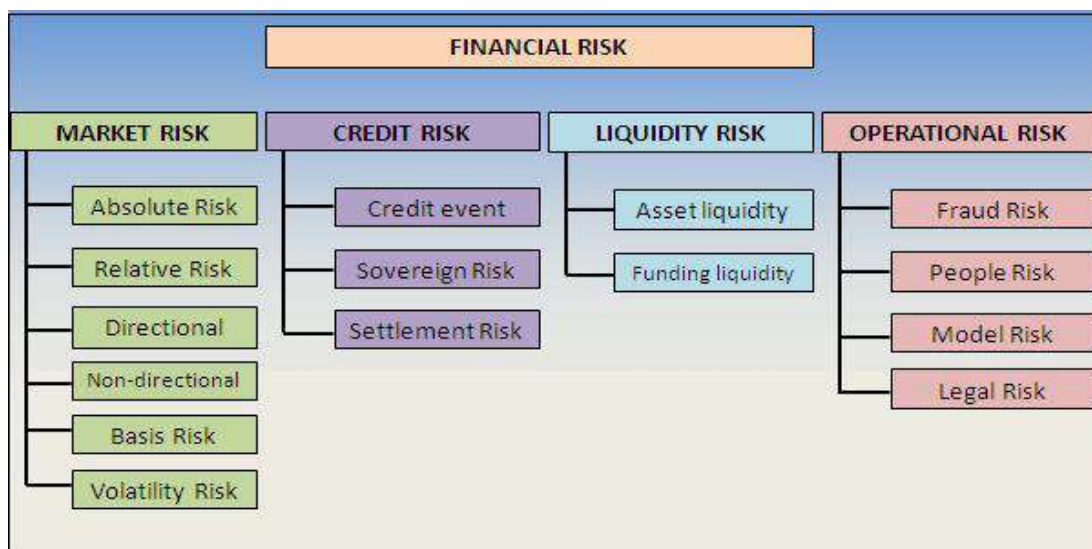 FINANCIAL RISK
MARKET RISK
Absolute Risk
Relative Risk
Directional
Non-directional
Basis Risk
Volatility Risk
CREDIT RISK
Credit event
Sovereign Risk
Settlement Risk
LIQUIDITY RISK
Asset liquidity
Funding liquidity
OPERATIONAL RISK
Fraud Risk
People Risk
Model Risk
Legal Risk